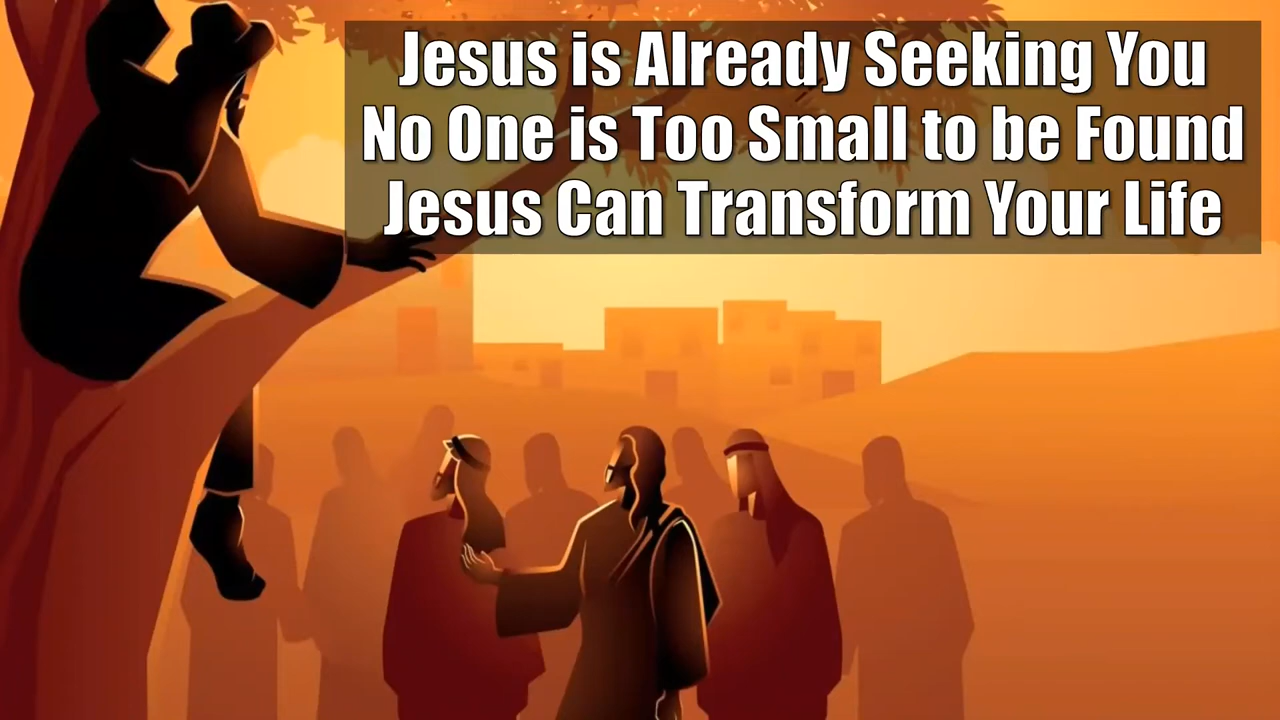 Jesus is Already Seeking You
No One is Too Small to be Found
Jesus Can Transform Your Life